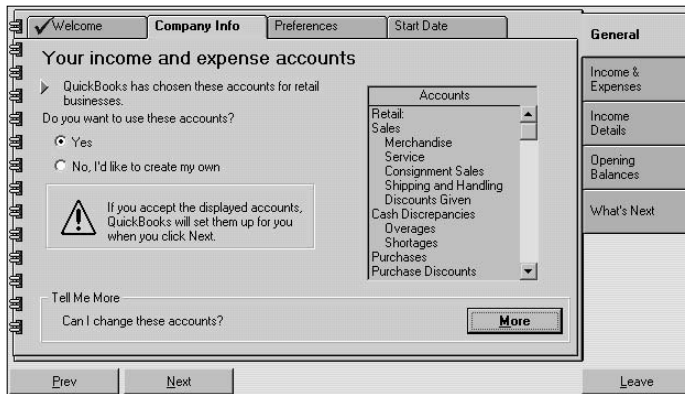 Welcome
Company Info
Preferences
Start Date
General
Income &
Expenses
Income
Details
Opening
Balances
What's Next
Your income and expense accounts
QuickBooks has chosen these accounts for retail
businesses.
Do you want to use these accounts?
Yes
No, I'd like to create my own
If you accept the displayed accounts,
QuickBooks will set them up for you
when you click Next.
Accounts
Retail:
Sales
Merchandise
Service
Consignment Sales
Shipping and Handling
Discounts Given
Cash Discrepancies
Overages
Shortages
Purchases
Purchase Discounts
Tell Me More
Can I change these accounts?
More
Prev
Next
Leave